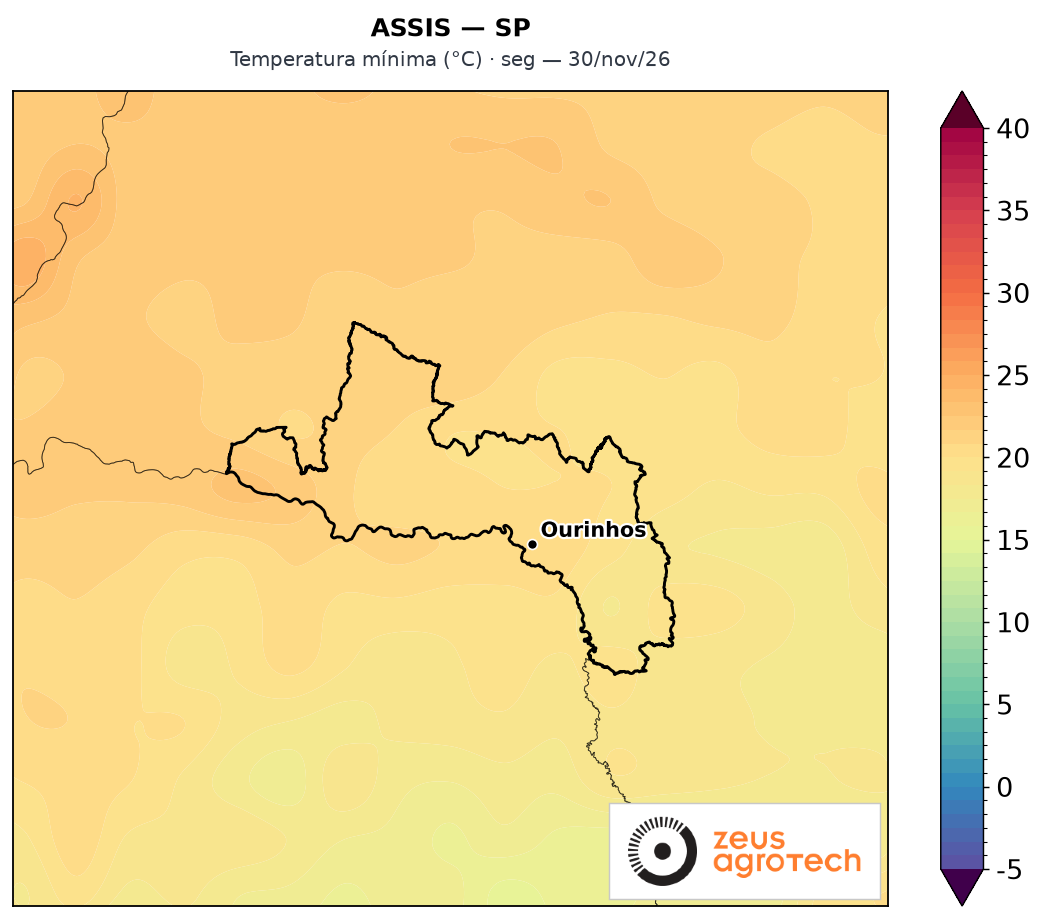 ASSIS — SP
Temperatura mínima (°C) · seg — 30/nov/26
40
35
30
25
20
15
10
5
0
-5
Ourinhos
zeus
agrotech